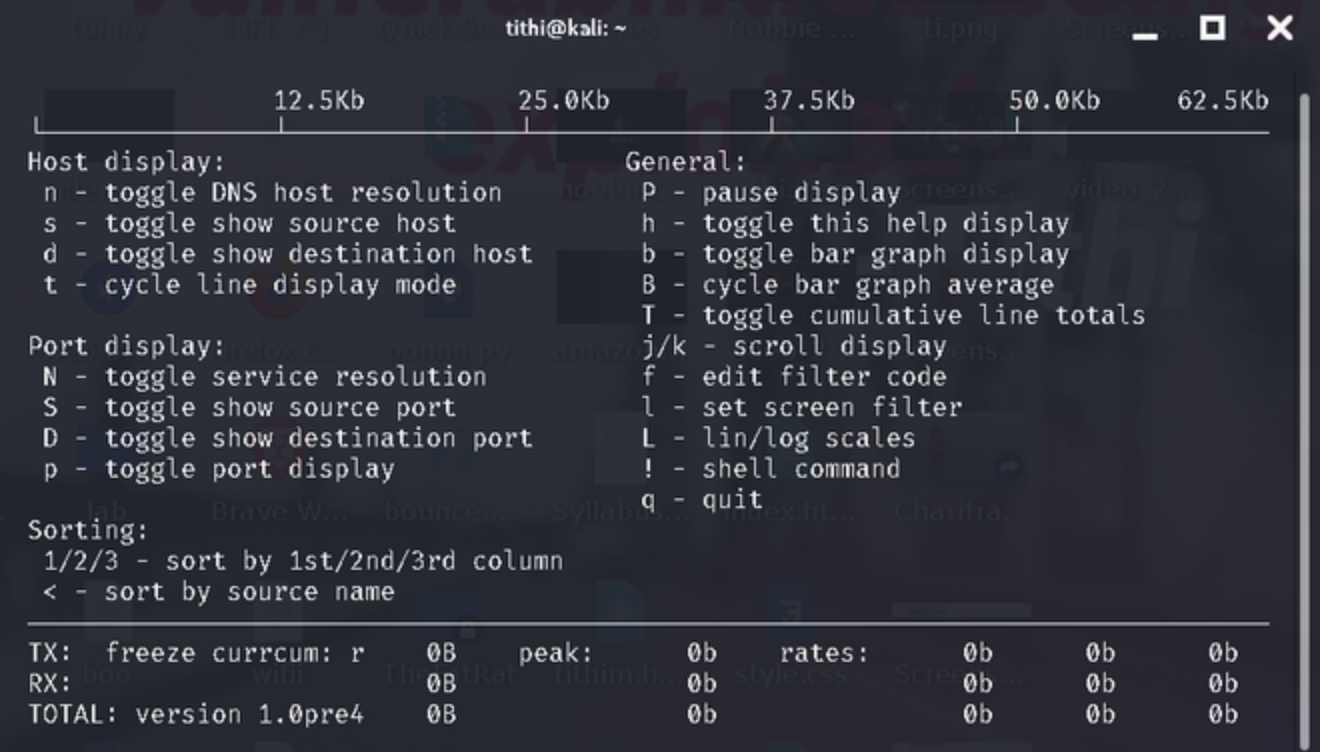 tithi@kali: ~
12.5Kb 25.0Kb 37.5Kb 50.0Kb 62.5Kb
Host display: General:
n - toggle DNS host resolution P - pause display
s - toggle show source host h - toggle this help display
d - toggle show destination host b - toggle bar graph display
t - cycle line display mode B - cycle bar graph average
T - toggle cumulative line totals
Port display: j/k - scroll display
N - toggle service resolution f - edit filter code
S - toggle show source port l - set screen filter
D - toggle show destination port L - lin/log scales
p - toggle port display ! - shell command
q - quit
Sorting:
1/2/3 - sort by 1st/2nd/3rd column
< - sort by source name
TX: freeze currcum: r 0B peak: 0b rates: 0b 0b 0b
RX: 0B 0b 0b 0b 0b
TOTAL: version 1.0pre4 0B 0b 0b 0b 0b